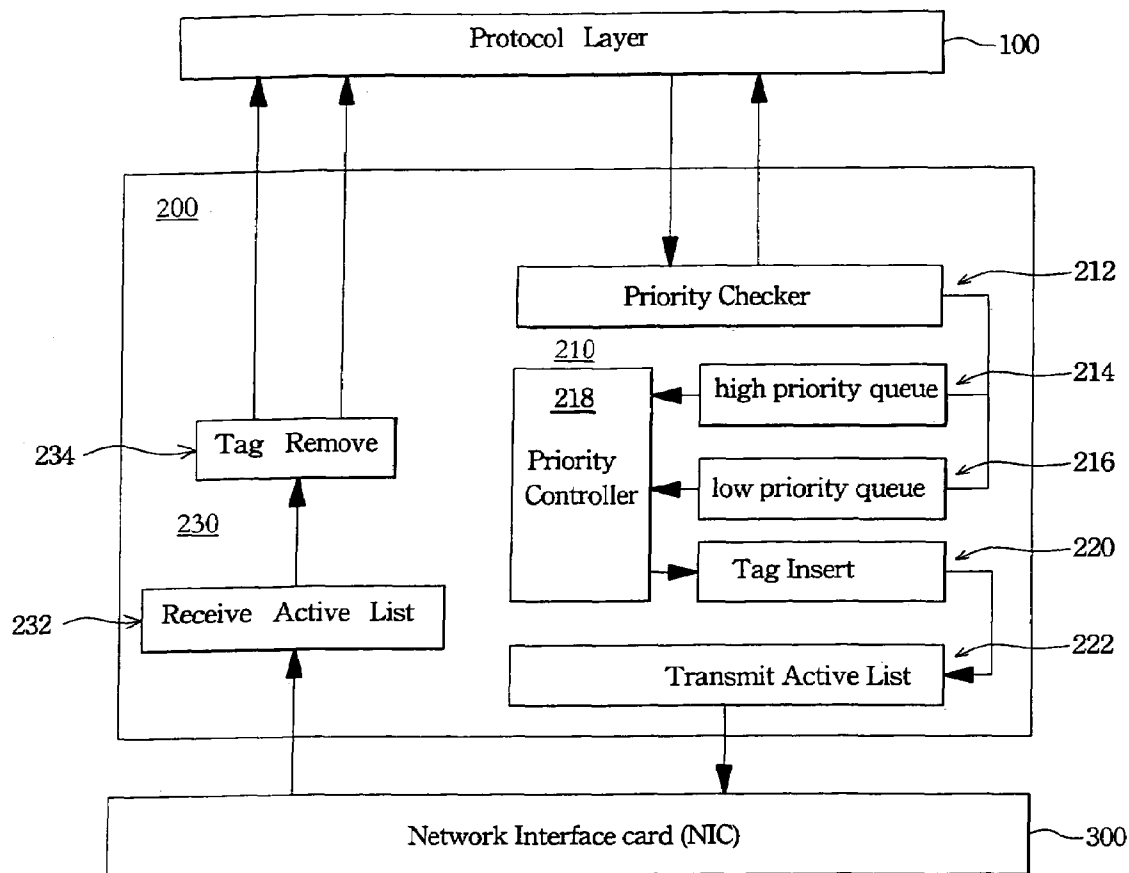 Protocol Layer
100
200
Priority Checker
212
210
218
Priority
Controller
high priority queue
214
low priority queue
216
Tag Insert
220
Transmit Active List
222
234
Tag Remove
230
232
Receive Active List
Network Interface card (NIC)
300